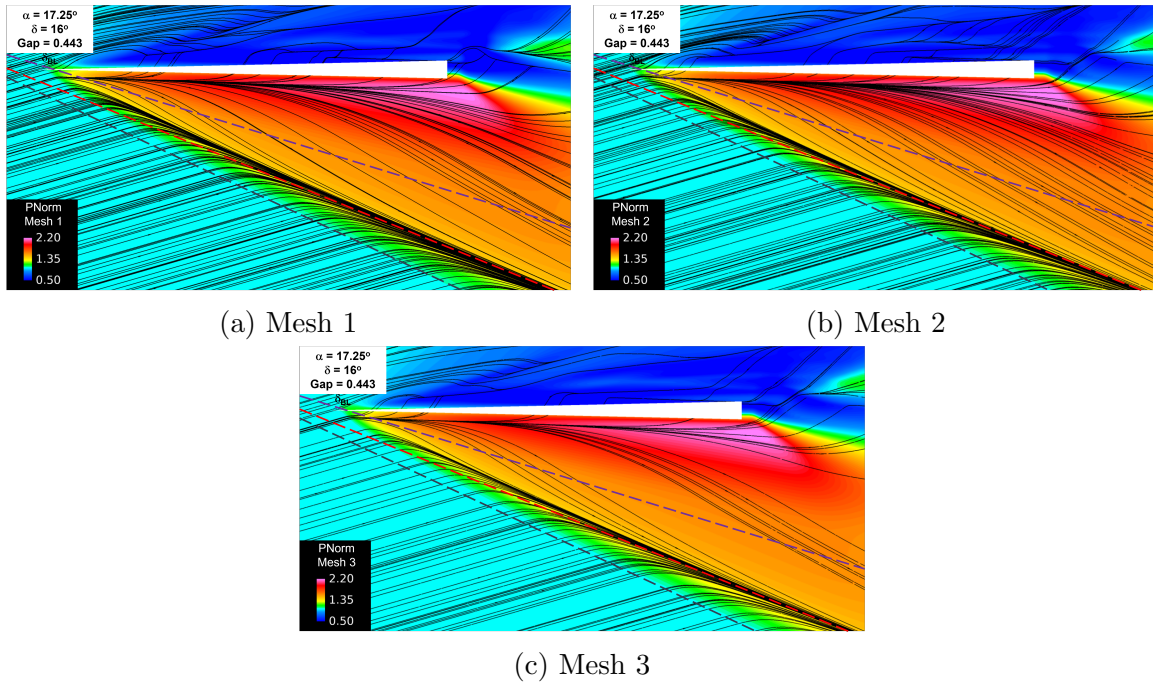 α = 17.25°
δ = 16°
Gap = 0.443
δBL
PNorm
Mesh 1
2.20
1.35
0.50
(a) Mesh 1
α = 17.25°
δ = 16°
Gap = 0.443
δBL
PNorm
Mesh 2
2.20
1.35
0.50
(b) Mesh 2
α = 17.25°
δ = 16°
Gap = 0.443
δBL
PNorm
Mesh 3
2.20
1.35
0.50
(c) Mesh 3